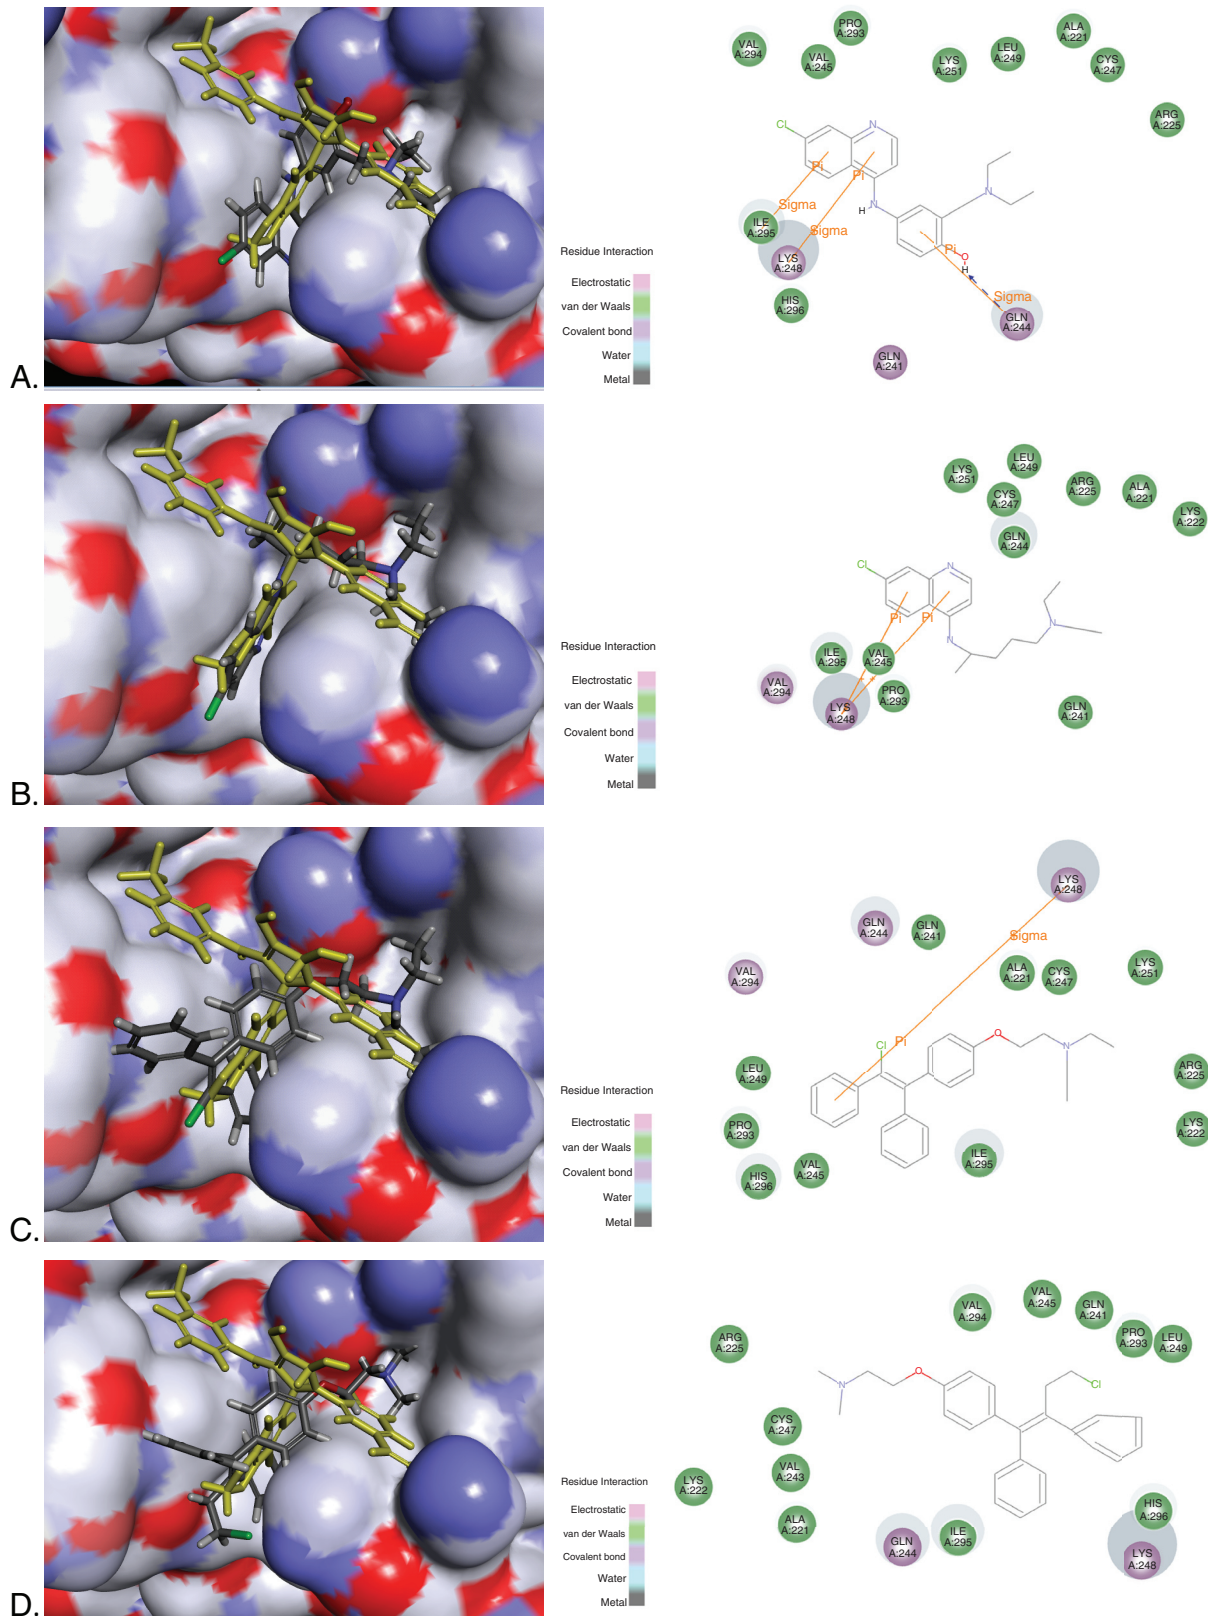 PRO
A:293
VAL
A:294
VAL
A:245
LYS
A:251
LEU
A:249
ALA
A:221
CYS
A:247
ARG
A:225
Cl
N
Pi
Pi
N
H
N
Sigma
Sigma
ILE
A:295
LYS
A:248
HIS
A:296
Pi
O
H
Sigma
GLN
A:244
GLN
A:241
Residue Interaction
Electrostatic
van der Waals
Covalent bond
Water
Metal
A.
LYS
A:251
LEU
A:249
CYS
A:247
ARG
A:225
ALA
A:221
LYS
A:222
GLN
A:244
Cl
N
Pi
Pi
N
N
ILE
A:295
VAL
A:245
VAL
A:294
LYS
A:248
PRO
A:293
GLN
A:241
Residue Interaction
Electrostatic
van der Waals
Covalent bond
Water
Metal
B.
LYS
A:248
GLN
A:244
GLN
A:241
Sigma
VAL
A:294
ALA
A:221
CYS
A:247
LYS
A:251
Cl
Pi
O
N
LEU
A:249
ARG
A:225
PRO
A:293
LYS
A:222
HIS
A:296
VAL
A:245
ILE
A:295
Residue Interaction
Electrostatic
van der Waals
Covalent bond
Water
Metal
C.
VAL
A:294
VAL
A:245
GLN
A:241
PRO
A:293
LEU
A:249
ARG
A:225
N
O
Cl
CYS
A:247
VAL
A:243
LYS
A:222
ALA
A:221
GLN
A:244
ILE
A:295
HIS
A:296
LYS
A:248
Residue Interaction
Electrostatic
van der Waals
Covalent bond
Water
Metal
D.